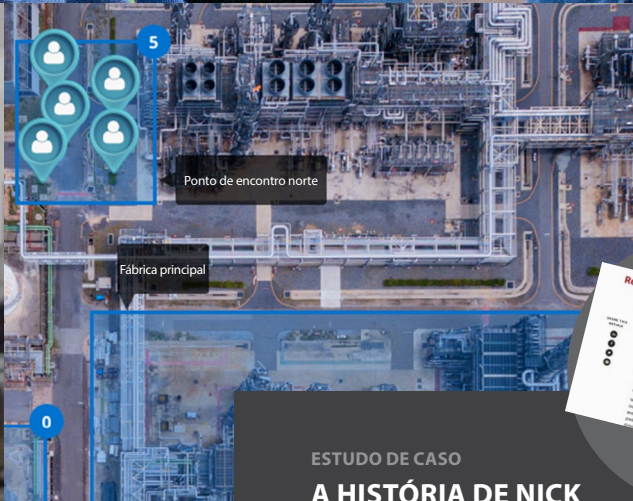 5
Ponto de encontro norte
Fábrica principal
0
ESTUDO DE CASO
A HISTÓRIA DE NICK